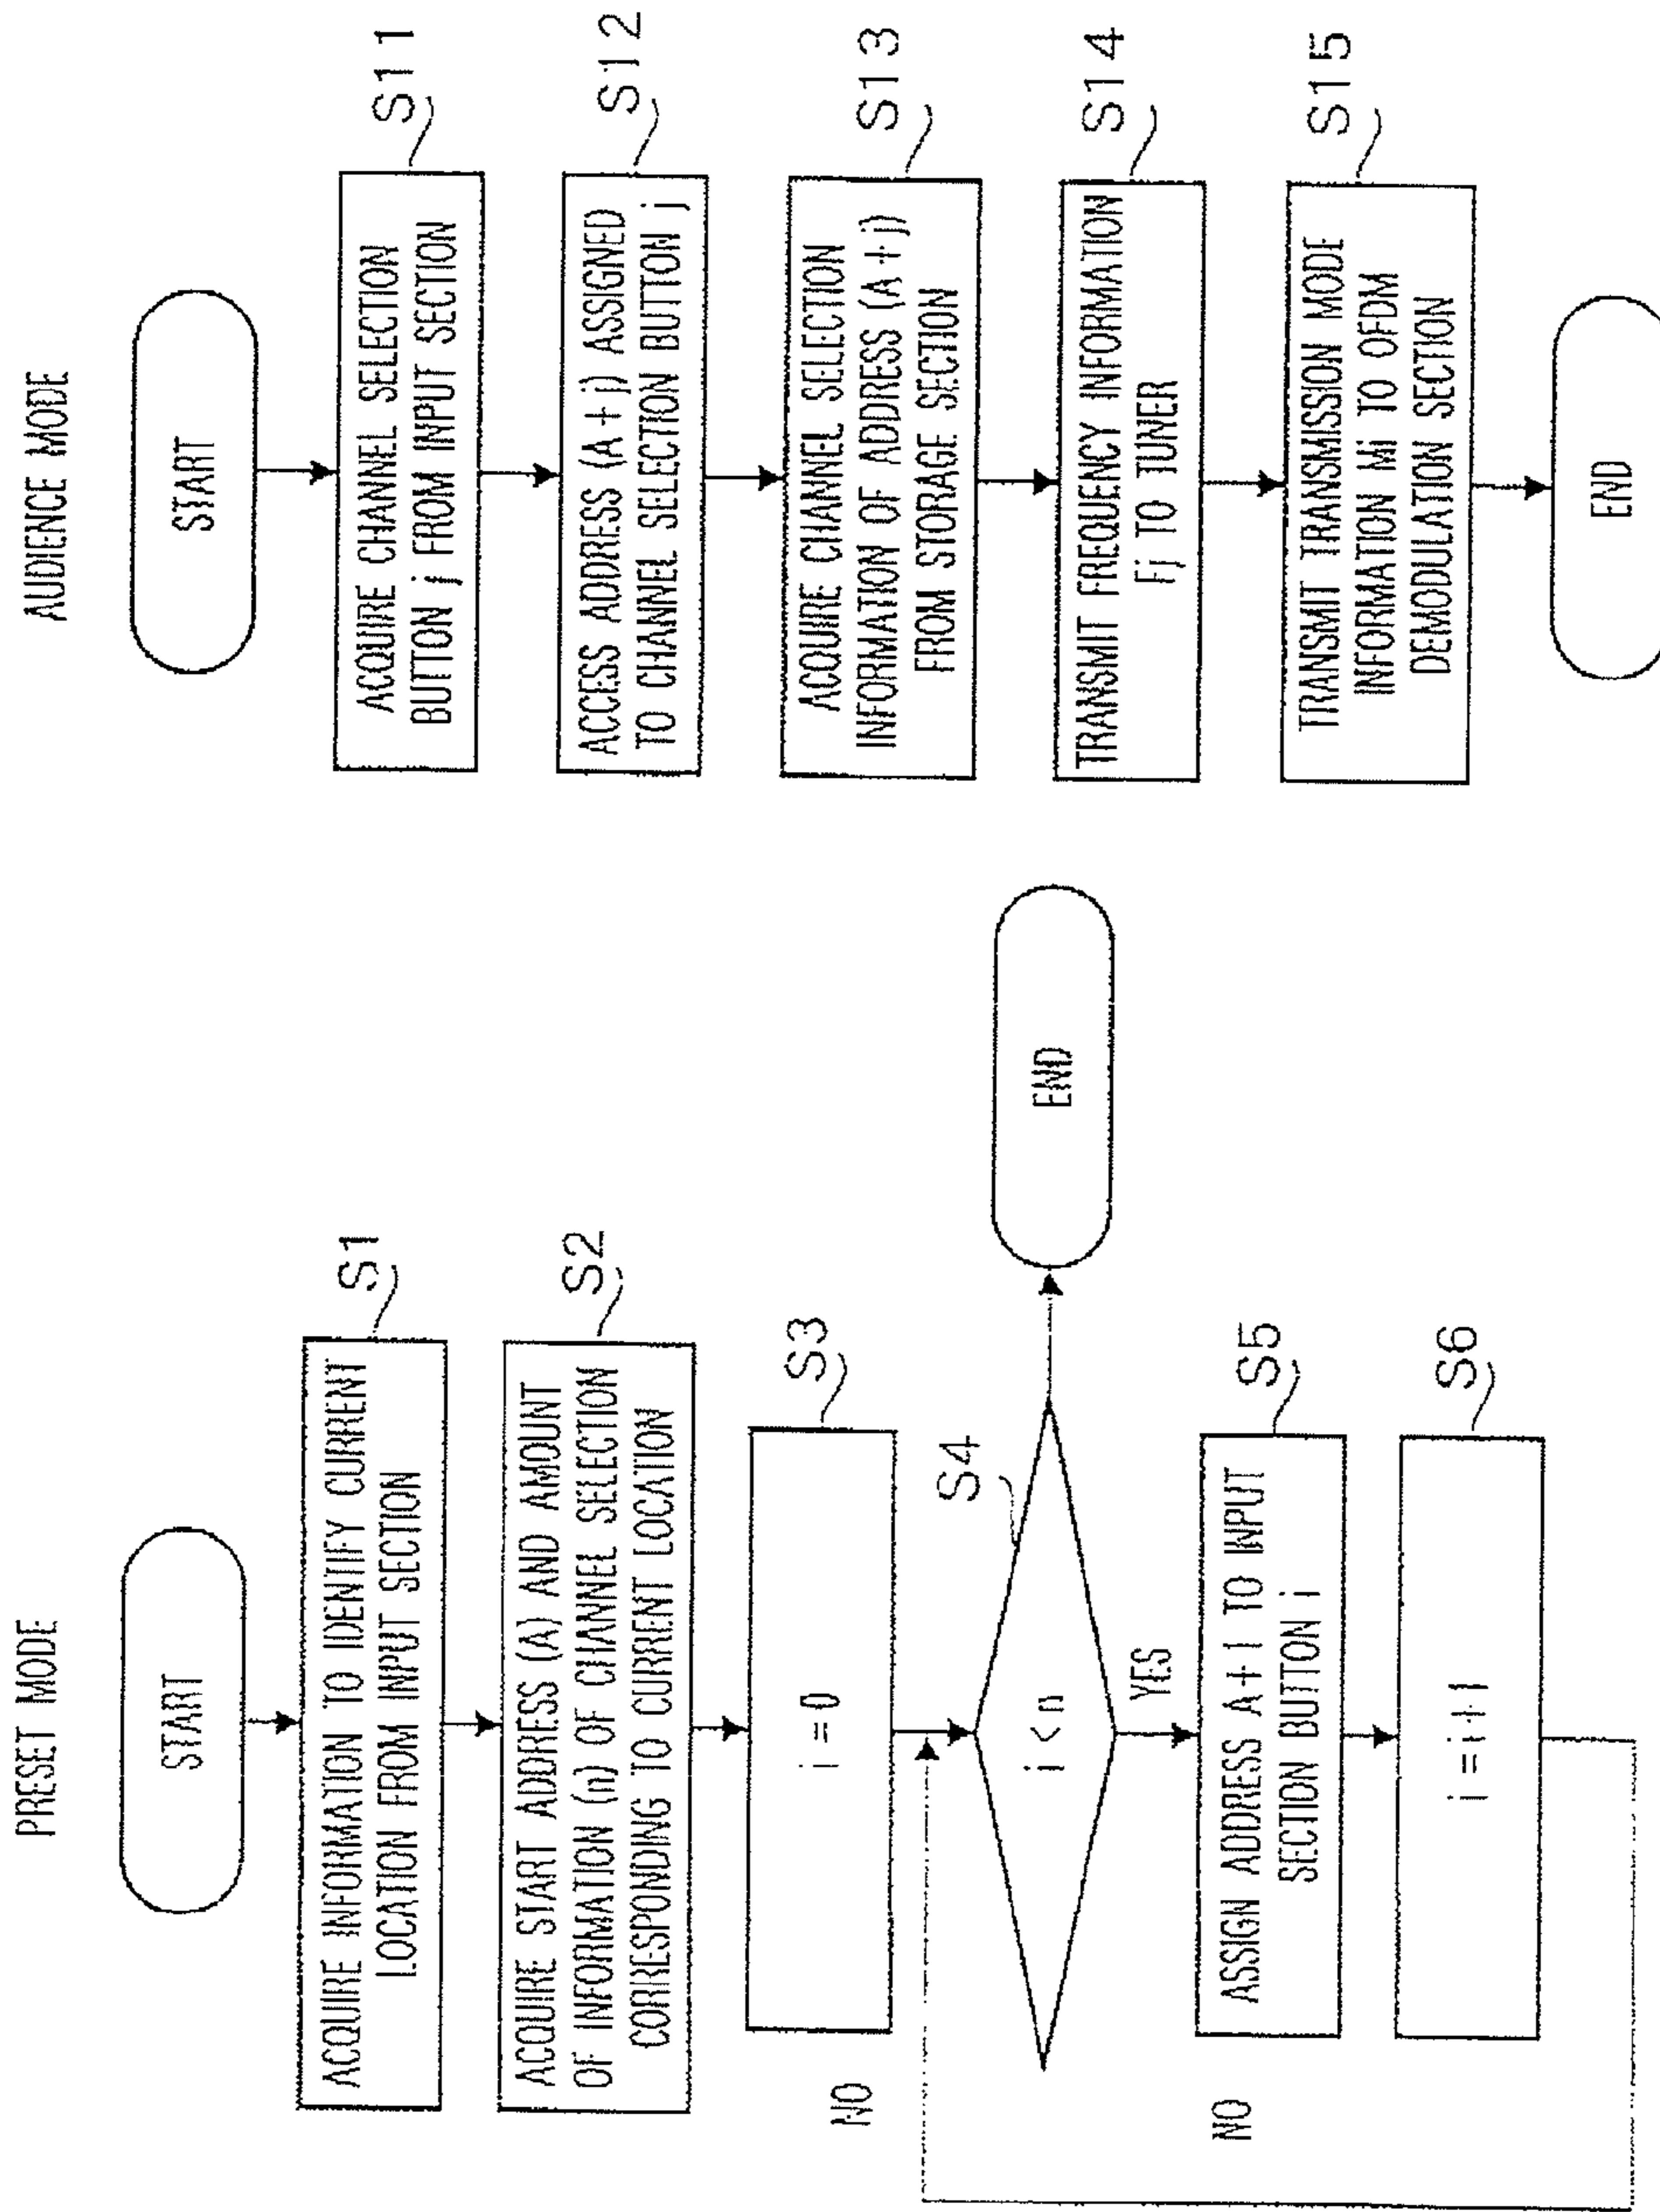 PRESET MODE
START
ACQUIRE INFORMATION TO IDENTIFY CURRENT
LOCATION FROM INPUT SECTION
S1
ACQUIRE START ADDRESS (A) AND AMOUNT
OF INFORMATION (n) OF CHANNEL SELECTION
CORRESPONDING TO CURRENT LOCATION
S2
i = 0
S3
NO
i < n
S4
END
YES
ASSIGN ADDRESS A + i TO INPUT
SECTION BUTTON i
S5
NO
i = i + 1
S6
AUDIENCE MODE
START
ACQUIRE CHANNEL SELECTION
BUTTON j FROM INPUT SECTION
S11
ACCESS ADDRESS (A + j) ASSIGNED
TO CHANNEL SELECTION BUTTON j
S12
ACQUIRE CHANNEL SELECTION
INFORMATION OF ADDRESS (A + j)
FROM STORAGE SECTION
S13
TRANSMIT FREQUENCY INFORMATION
Fj TO TUNER
S14
TRANSMIT TRANSMISSION MODE
INFORMATION Mj TO OFDM
DEMODULATION SECTION
S15
END